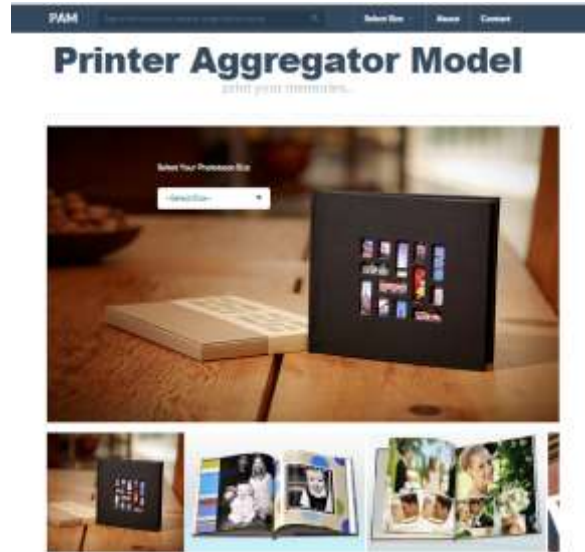 PAM
Select Size About Contact
Printer Aggregator Model
print your memories...
Select Your Photobook Size
--Select Size--